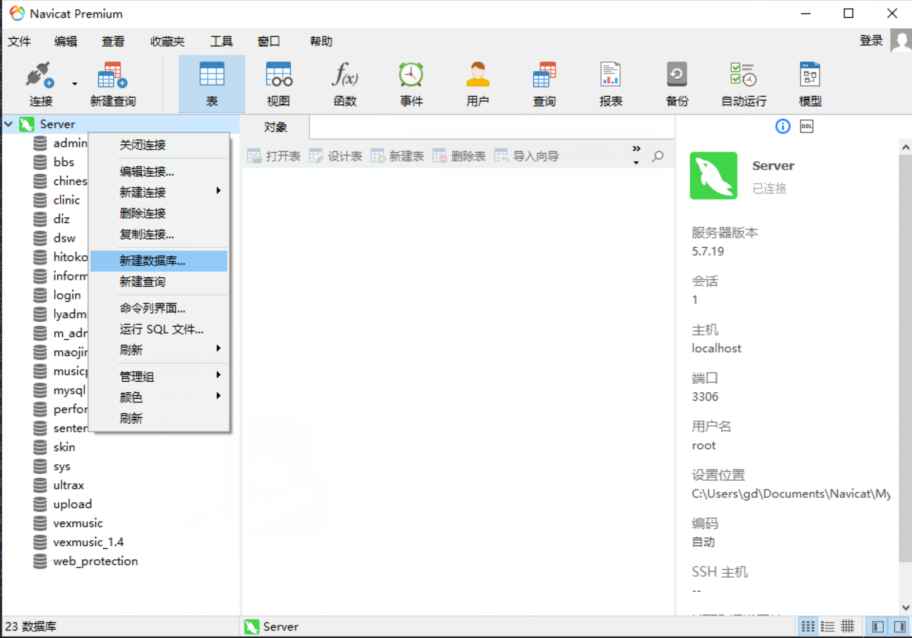 Navicat Premium
文件 编辑 查看 收藏夹 工具 窗口 帮助 登录
连接 新建查询 表 视图 f(x) 函数 事件 用户 查询 报表 备份 自动运行 模型
Server
admin
bbs
chines
clinic
diz
dsw
hitoko
inform
login
lyadm
m_adr
maojin
musicp
mysql
perfor
senten
skin
sys
ultrax
upload
vexmusic
vexmusic_1.4
web_protection
关闭连接
编辑连接...
新建连接
删除连接
复制连接...
新建数据库...
新建查询
命令列界面...
运行 SQL 文件...
刷新
管理组
颜色
刷新
对象
打开表 设计表 新建表 删除表 导入向导
DDL
Server
已连接
服务器版本
5.7.19
会话
1
主机
localhost
端口
3306
用户名
root
设置位置
C:\Users\gd\Documents\Navicat\My
编码
自动
SSH 主机
--
23 数据库 Server